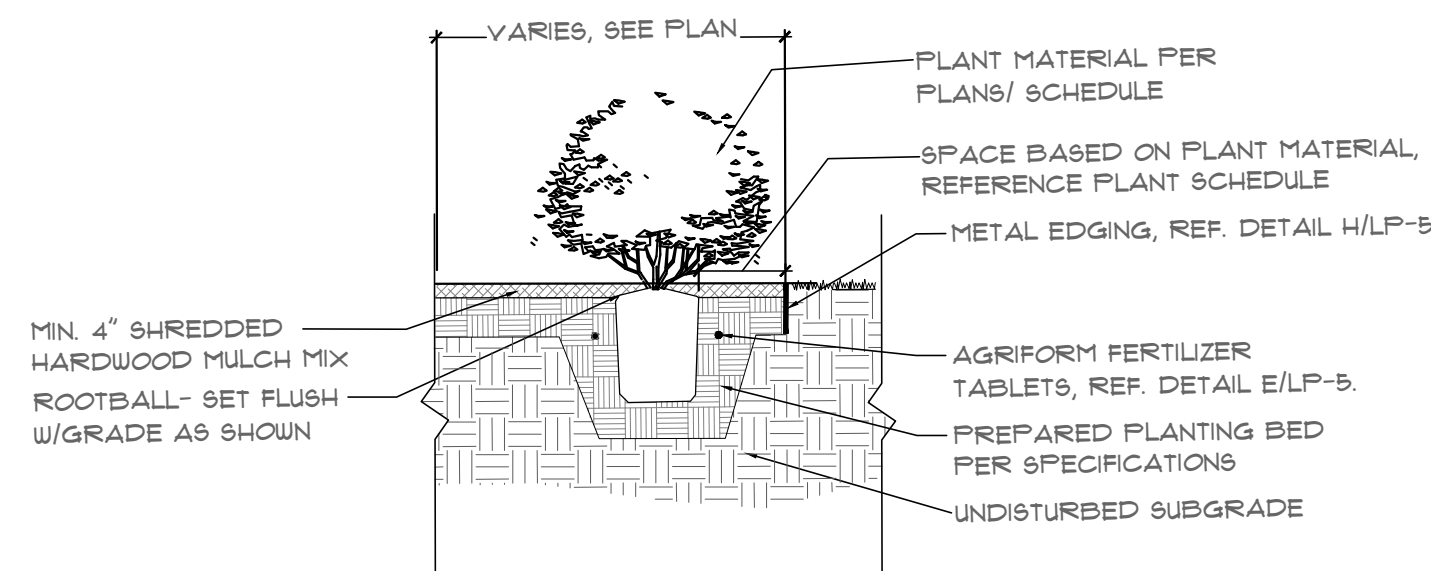 VARIES, SEE PLAN
PLANT MATERIAL PER
PLANS/ SCHEDULE
SPACE BASED ON PLANT MATERIAL,
REFERENCE PLANT SCHEDULE
METAL EDGING, REF. DETAIL H/LP-5
MIN. 4" SHREDDED
HARDWOOD MULCH MIX
ROOTBALL- SET FLUSH
W/GRADE AS SHOWN
AGRIFORM FERTILIZER
TABLETS, REF. DETAIL E/LP-5.
PREPARED PLANTING BED
PER SPECIFICATIONS
UNDISTURBED SUBGRADE